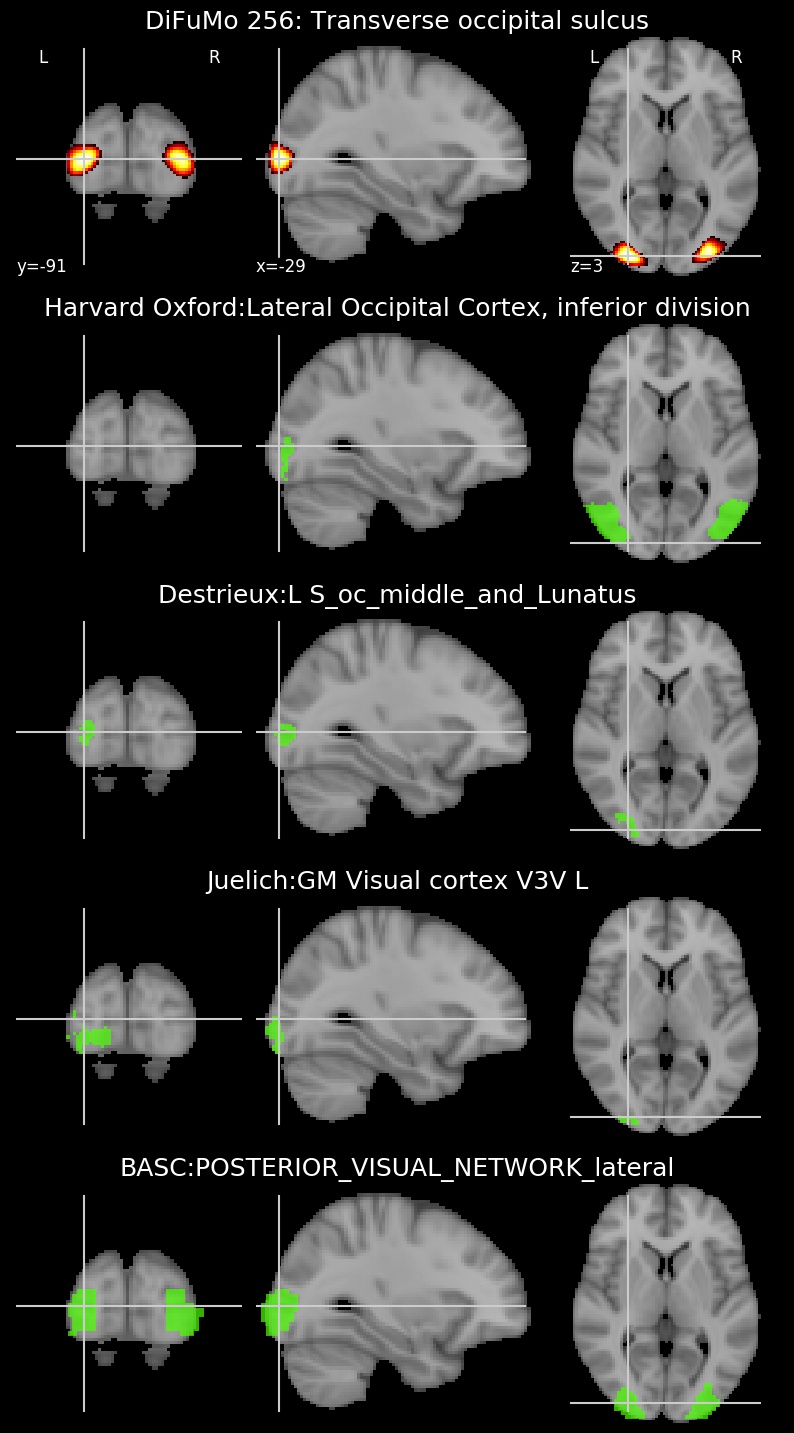 DiFuMo 256: Transverse occipital sulcus
L R L R
y=-91 x=-29 z=3
Harvard Oxford:Lateral Occipital Cortex, inferior division
Destrieux:L S_oc_middle_and_Lunatus
Juelich:GM Visual cortex V3V L
BASC:POSTERIOR_VISUAL_NETWORK_lateral